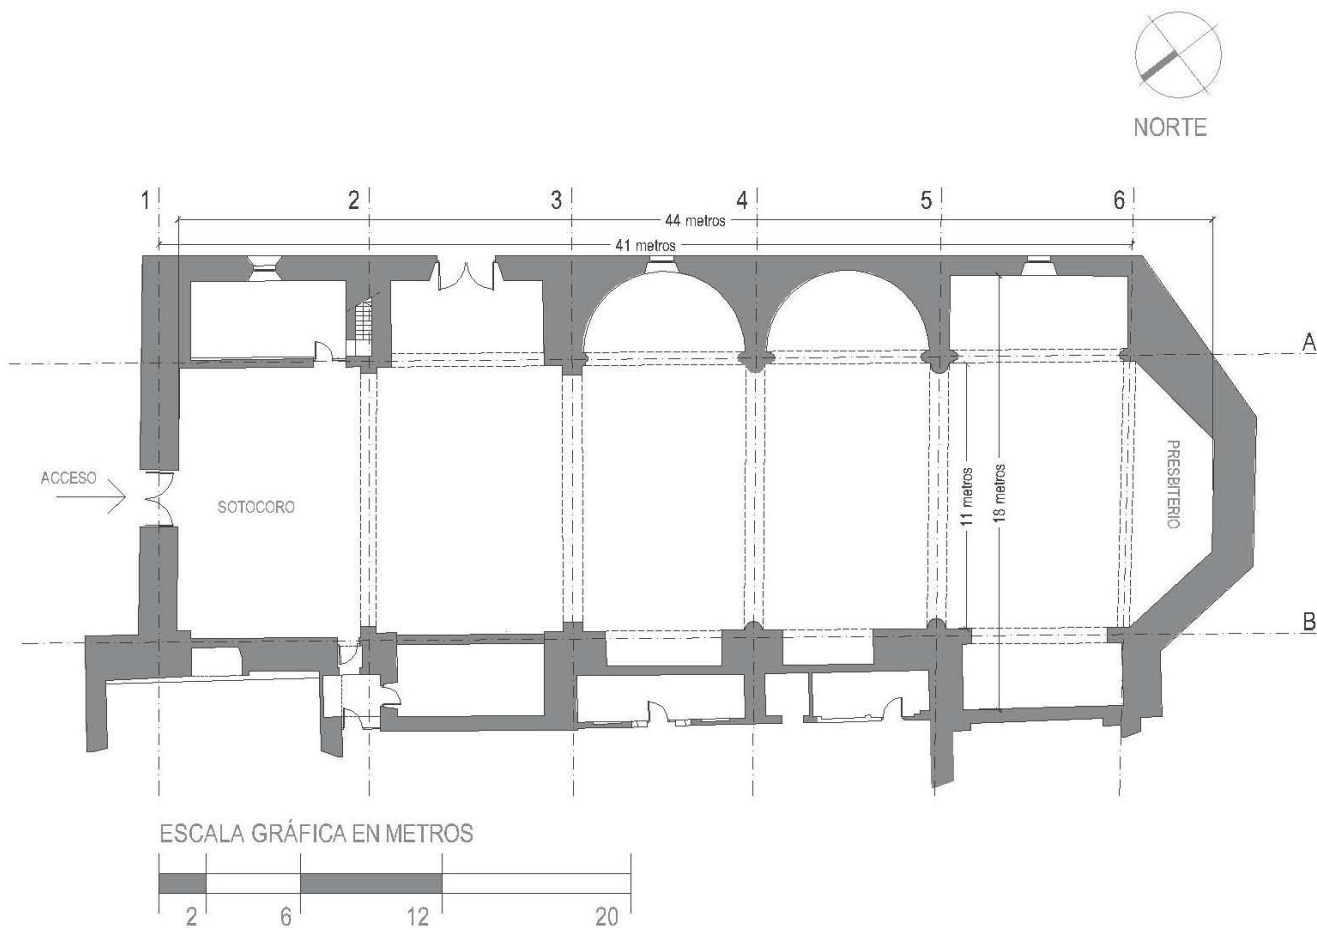 NORTE
1 2 3 4 5 6
44 metros
41 metros
A
ACCESO
SOTOCORO
11 metros
18 metros
PRESBITERIO
B
ESCALA GRÁFICA EN METROS
2 6 12 20